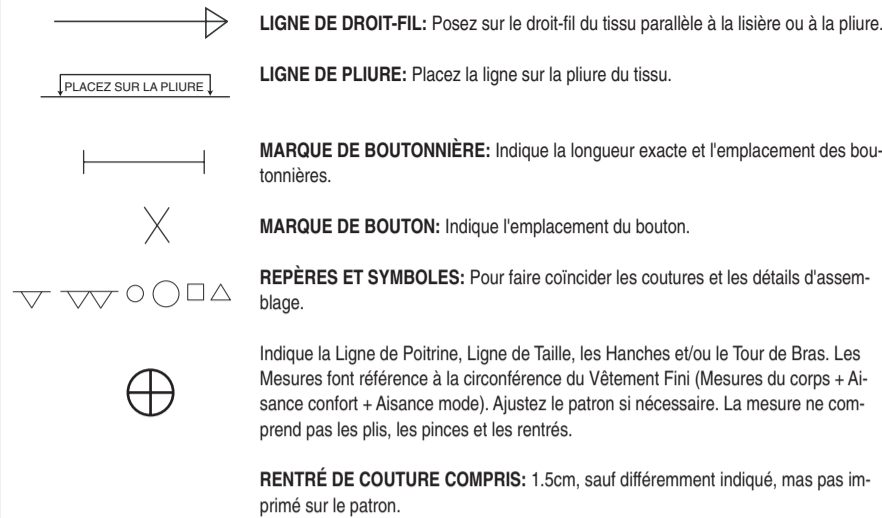 LIGNE DE DROIT-FIL: Posez sur le droit-fil du tissu parallèle à la lisière ou à la pliure.
PLACEZ SUR LA PLIURE
LIGNE DE PLIURE: Placez la ligne sur la pliure du tissu.
MARQUE DE BOUTONNIÈRE: Indique la longueur exacte et l'emplacement des bou-
tonnières.
MARQUE DE BOUTON: Indique l'emplacement du bouton.
REPÈRES ET SYMBOLES: Pour faire coïncider les coutures et les détails d'assem-
blage.
Indique la Ligne de Poitrine, Ligne de Taille, les Hanches et/ou le Tour de Bras. Les
Mesures font référence à la circonférence du Vêtement Fini (Mesures du corps + Ai-
sance confort + Aisance mode). Ajustez le patron si nécessaire. La mesure ne com-
prend pas les plis, les pinces et les rentrés.
RENTRÉ DE COUTURE COMPRIS: 1.5cm, sauf différemment indiqué, mas pas im-
primé sur le patron.